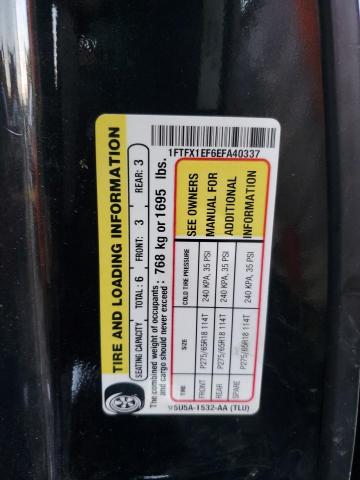 1FTFX1EF6EFA40337
TIRE AND LOADING INFORMATION
SEATING CAPACITY TOTAL: 6 FRONT: 3 REAR: 3
The combined weight of occupants
and cargo should never exceed: 768 kg or 1695 lbs.
TIRE SIZE COLD TIRE PRESSURE
FRONT P275/65R18 114T 240 KPA, 35 PSI
REAR P275/65R18 114T 240 KPA, 35 PSI
SPARE P275/65R18 114T 240 KPA, 35 PSI
SEE OWNERS
MANUAL FOR
ADDITIONAL
INFORMATION
5U5A-1532-AA (TLU)